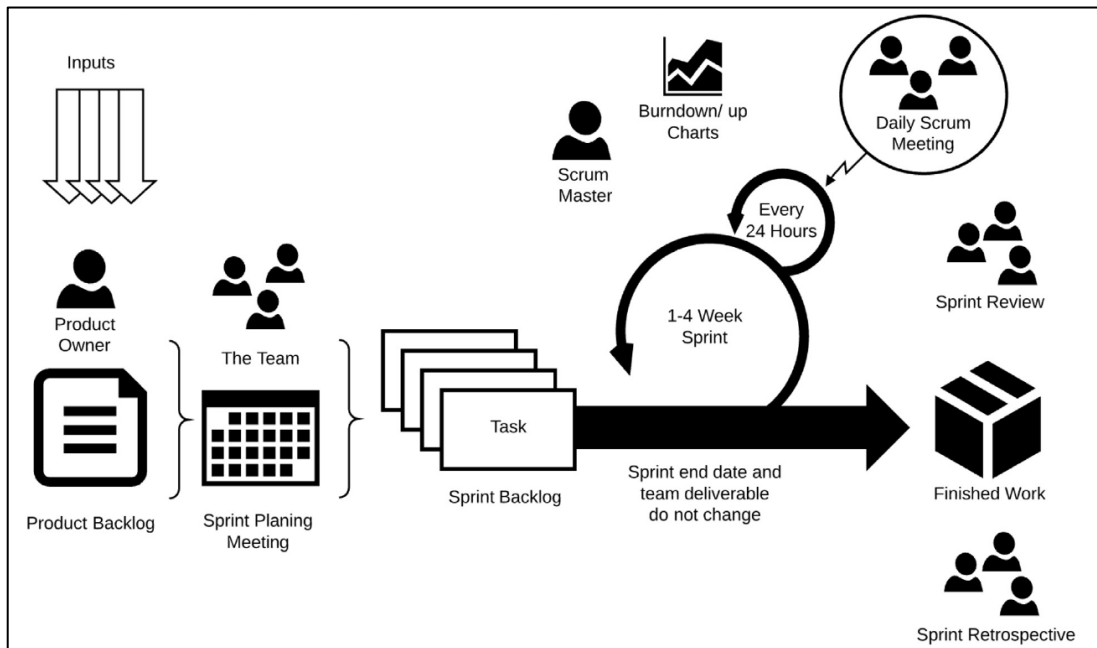 Inputs
Product
Owner
Product Backlog
The Team
Sprint Planing
Meeting
Task
Sprint Backlog
Scrum
Master
Burndown/ up
Charts
Daily Scrum
Meeting
Every
24 Hours
1-4 Week
Sprint
Sprint end date and
team deliverable
do not change
Sprint Review
Finished Work
Sprint Retrospective